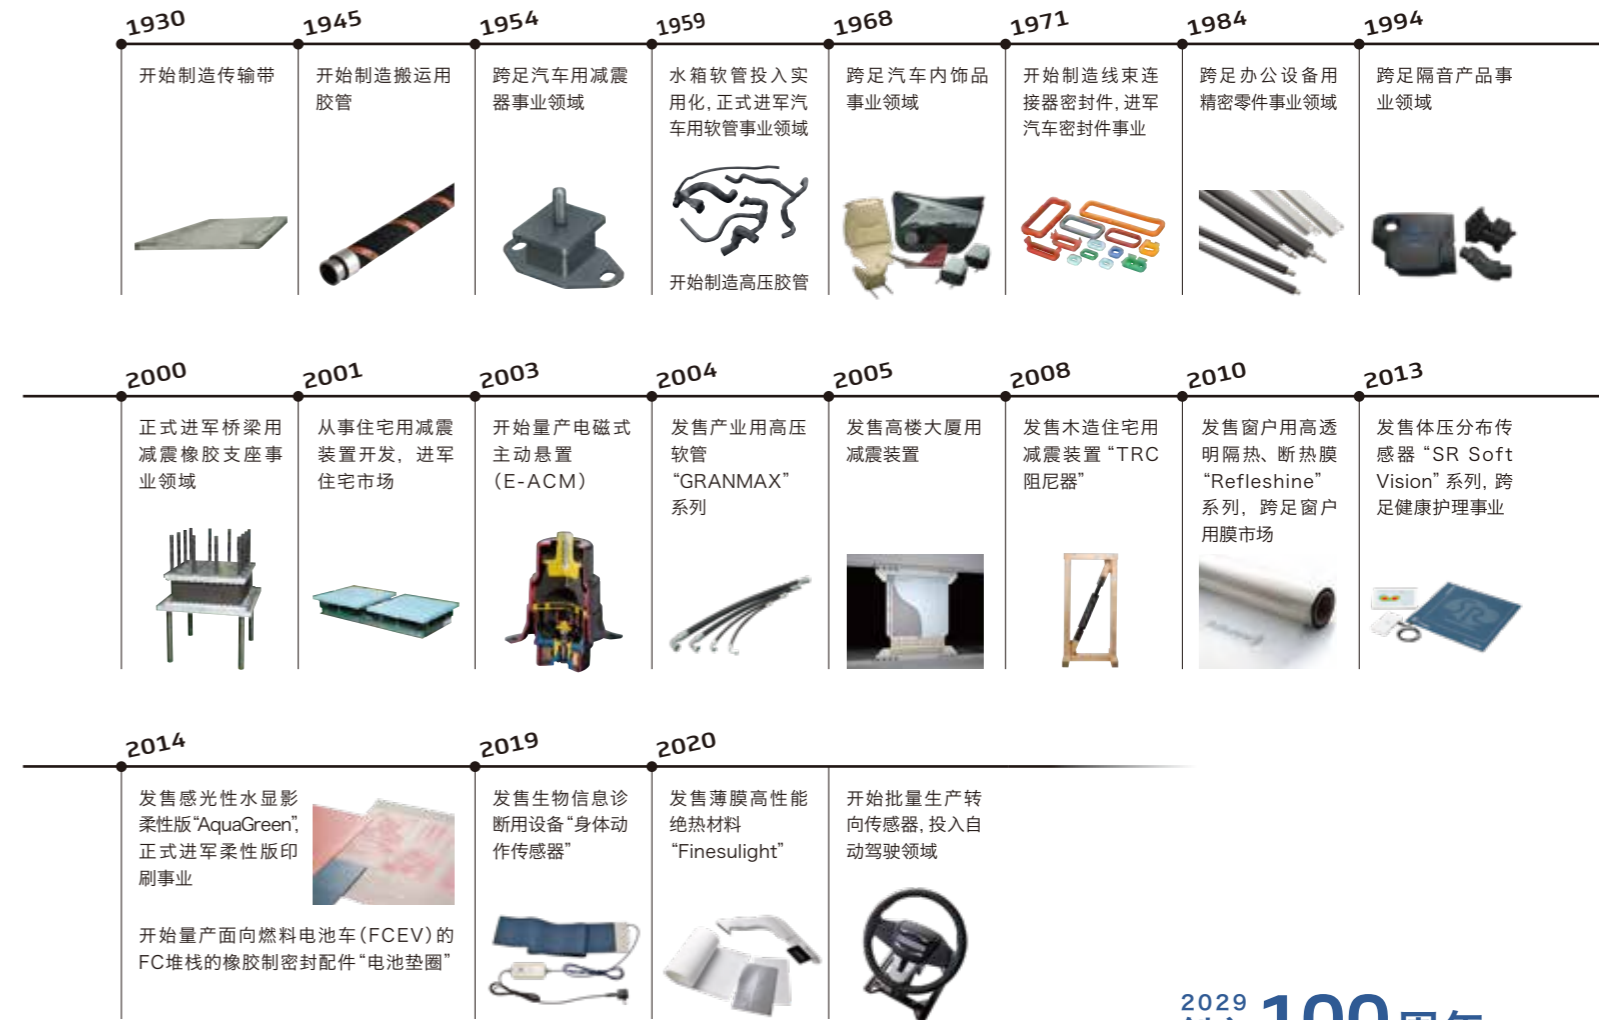 1930
开始制造传输带
1945
开始制造搬运用
胶管
1954
跨足汽车用减震
器事业领域
1959
水箱软管投入实
用化,正式进军汽
车用软管事业领域
开始制造高压胶管
1968
跨足汽车内饰品
事业领域
1971
开始制造线束连
接器密封件,进军
汽车密封件事业
1984
跨足办公设备用
精密零件事业领域
1994
跨足隔音产品事
业领域
2000
正式进军桥梁用
减震橡胶支座事
业领域
2001
从事住宅用减震
装置开发，进军
住宅市场
2003
开始量产电磁式
主动悬置
（E-ACM）
2004
发售产业用高压
软管
“GRANMAX”
系列
2005
发售高楼大厦用
减震装置
2008
发售木造住宅用
减震装置“TRC
阻尼器”
2010
发售窗户用高透
明隔热、断热膜
“Refleshine”
系列，跨足窗户
用膜市场
2013
发售体压分布传
感器“SR Soft
Vision”系列,跨
足健康护理事业
2014
发售感光性水显影
柔性版“AquaGreen”,
正式进军柔性版印
刷事业
开始量产面向燃料电池车（FCEV）的
FC堆栈的橡胶制密封配件“电池垫圈”
2019
发售生物信息诊
断用设备“身体动
作传感器”
2020
发售薄膜高性能
绝热材料
“Finesulight”
开始批量生产转
向传感器,投入自
动驾驶领域
2029
100周年